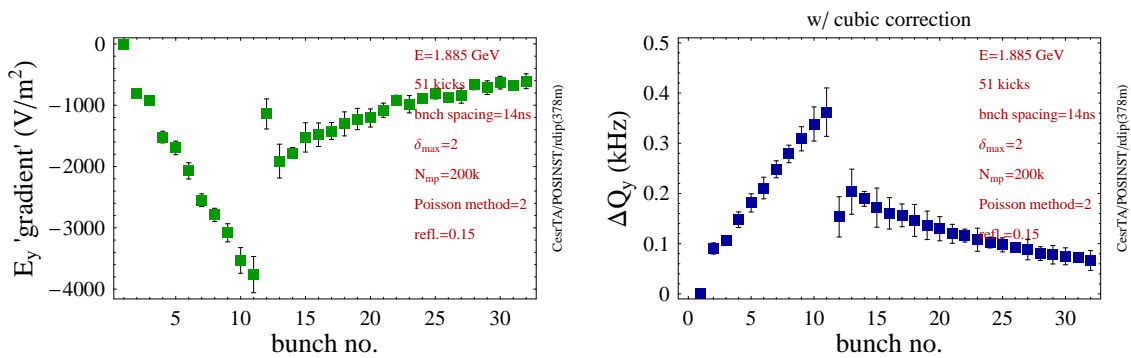 0
−1000
−2000
−3000
−4000
E_y 'gradient' (V/m²)
E=1.885 GeV
51 kicks
bnch spacing=14ns
δ_max=2
N_mp=200k
Poisson method=2
refl.=0.15
5 10 15 20 25 30
bunch no.
CesrTA/POSINST/rdip(378m)
w/ cubic correction
0.5
0.4
0.3
0.2
0.1
0
ΔQ_y (kHz)
E=1.885 GeV
51 kicks
bnch spacing=14ns
δ_max=2
N_mp=200k
Poisson method=2
refl.=0.15
0 5 10 15 20 25 30
bunch no.
CesrTA/POSINST/rdip(378m)